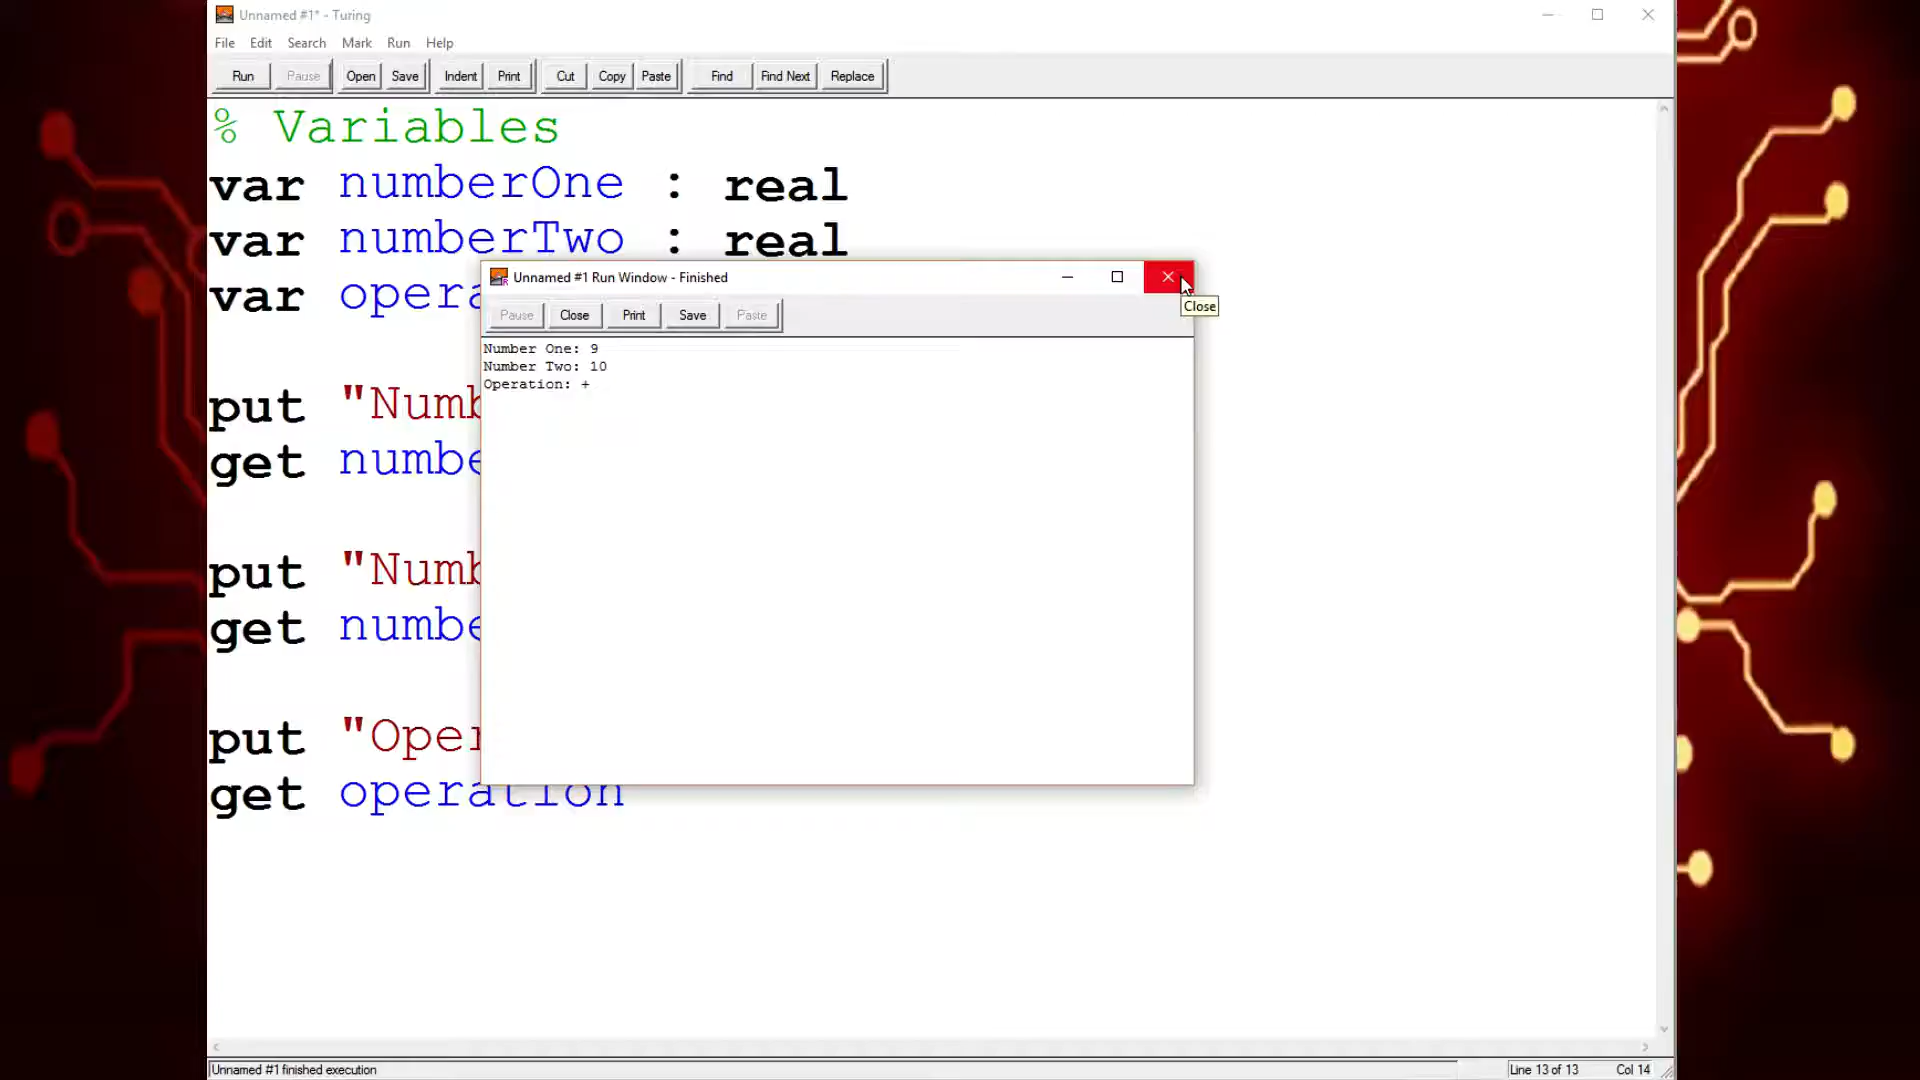 Unnamed #1* - Turing
File Edit Search Mark Run Help
Run Pause Open Save Indent Print Cut Copy Paste Find Find Next Replace
% Variables
var numberOne : real
var numberTwo : real
var opera
Unnamed #1 Run Window - Finished
Close
Pause Close Print Save Paste
Number One: 9
Number Two: 10
Operation: +
put "Numb
get numbe
put "Numb
get numbe
put "Oper
get operation
Unnamed #1 finished execution
Line 13 of 13 Col 14